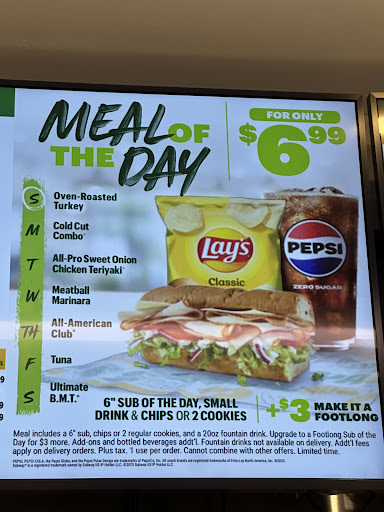 MEAL OF
THE DAY
FOR ONLY
$6.99
S Oven-Roasted
Turkey
M Cold Cut
Combo*
T All-Pro Sweet Onion
Chicken Teriyaki*
W Meatball
Marinara
TH All-American
Club*
F Tuna
S Ultimate
B.M.T.*
Lay's
Classic
PEPSI
ZERO SUGAR
6" SUB OF THE DAY, SMALL
DRINK & CHIPS OR 2 COOKIES
+$3 MAKE IT A
FOOTLONG
Meal includes a 6" sub, chips or 2 regular cookies, and a 20oz fountain drink. Upgrade to a Footlong Sub of the
Day for $3 more. Add-ons and bottled beverages addt'l. Fountain drinks not available on delivery. Addt'l fees
apply on delivery orders. Plus tax. 1 use per order. Cannot combine with other offers. Limited time.